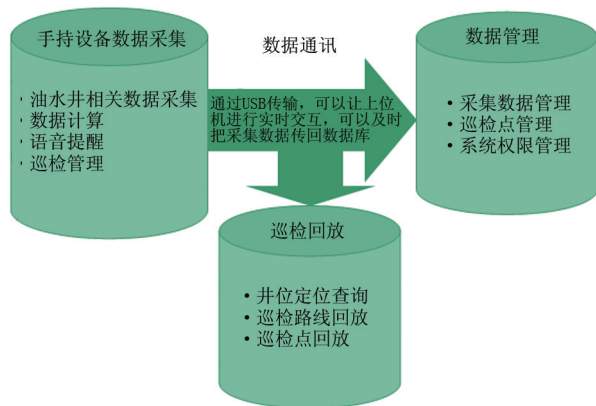 手持设备数据采集
· 油水井相关数据采集
· 数据计算
· 语音提醒
· 巡检管理
数据通讯
通过USB传输，可以让上位
机进行实时交互，可以及时
把采集数据传回数据库
数据管理
• 采集数据管理
• 巡检点管理
• 系统权限管理
巡检回放
• 井位定位查询
• 巡检路线回放
• 巡检点回放